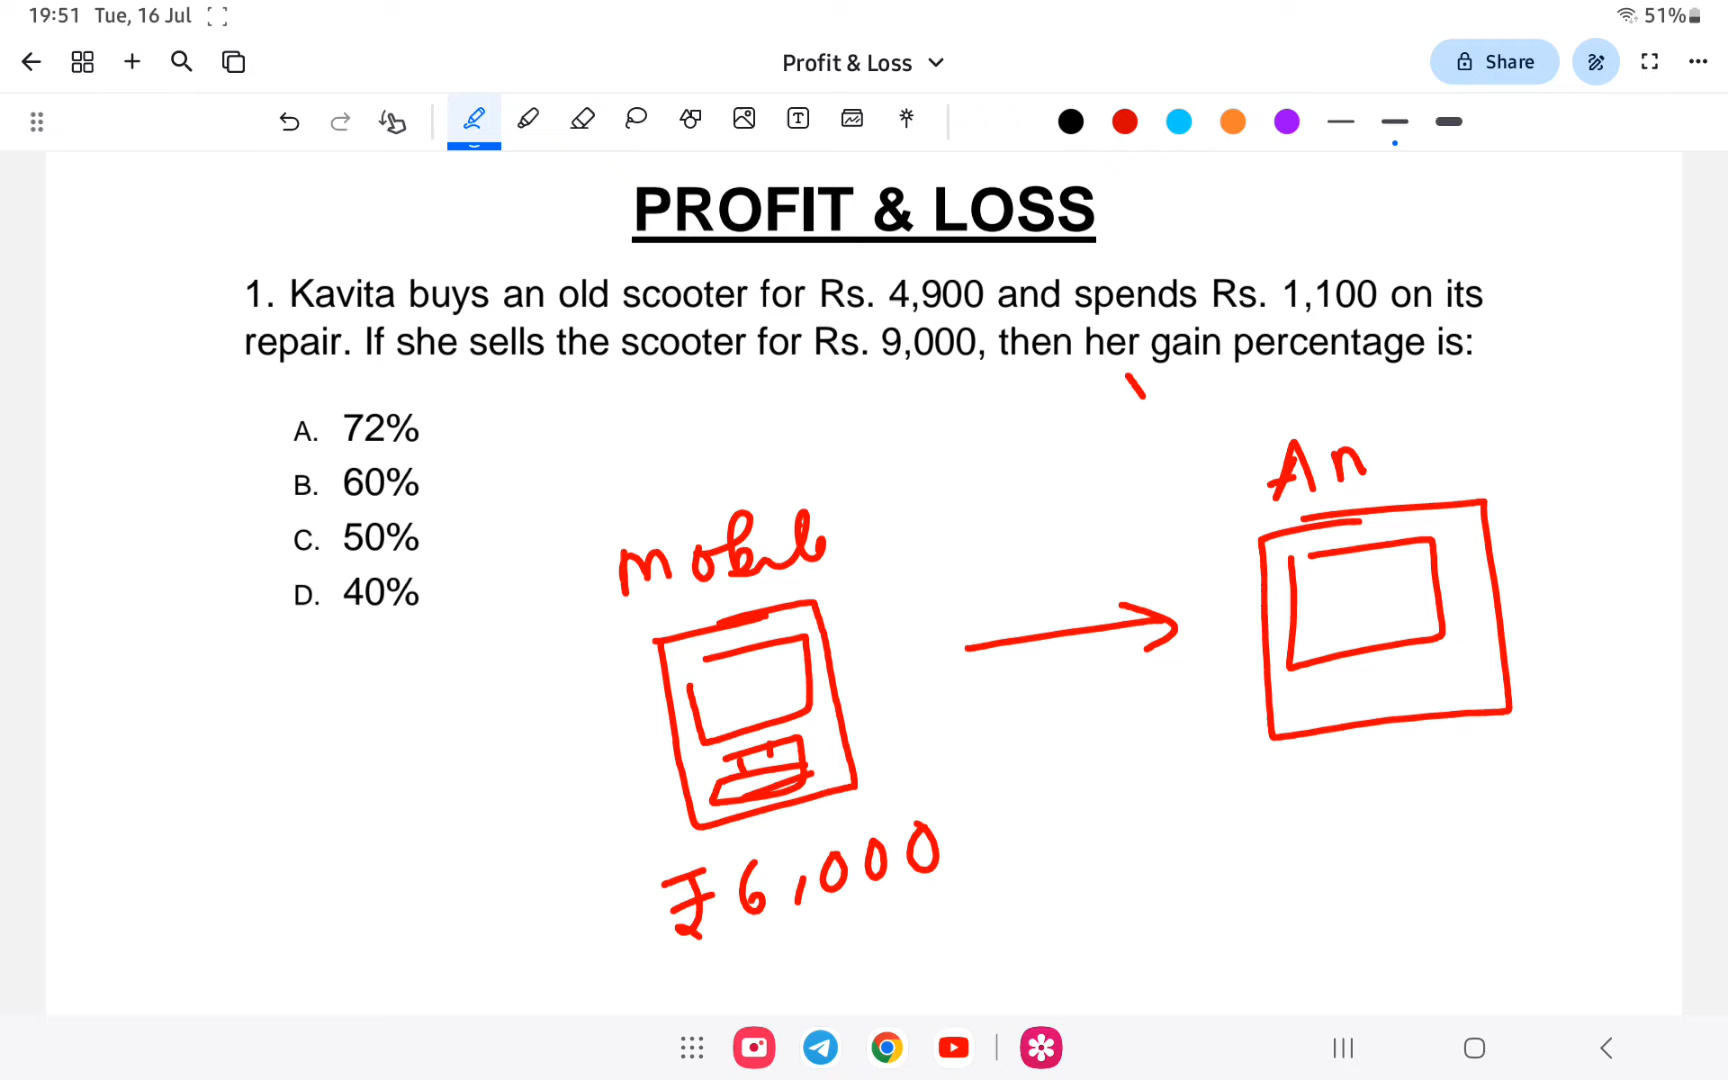 19:51 Tue, 16 Jul
51%
Profit & Loss
Share
PROFIT & LOSS
1. Kavita buys an old scooter for Rs. 4,900 and spends Rs. 1,100 on its
repair. If she sells the scooter for Rs. 9,000, then her gain percentage is:
A. 72%
B. 60%
C. 50%
D. 40%
An
₹6,000